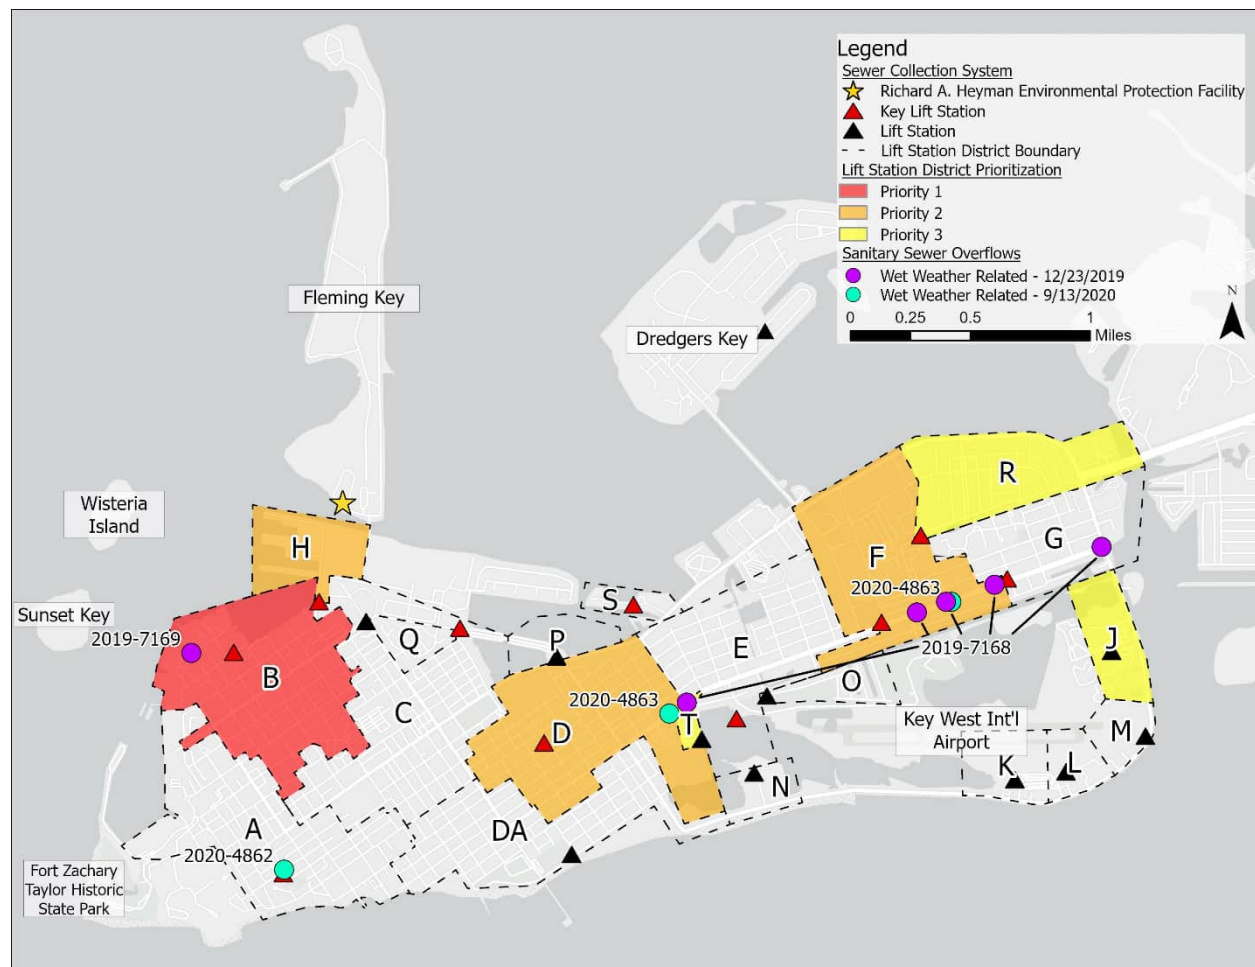 Legend
Sewer Collection System
Richard A. Heyman Environmental Protection Facility
Key Lift Station
Lift Station
Lift Station District Boundary
Lift Station District Prioritization
Priority 1
Priority 2
Priority 3
Sanitary Sewer Overflows
Wet Weather Related - 12/23/2019
Wet Weather Related - 9/13/2020
N
0 0.25 0.5 1
Miles
Fleming Key
Dredgers Key
Wisteria
Island
Sunset Key
H
R
G
F
2020-4863
S
2019-7169
B
Q
P
E
2019-7168
J
C
O
2020-4863
T
Key West Int'l
Airport
D
M
K
L
N
A
DA
2020-4862
Fort Zachary
Taylor Historic
State Park